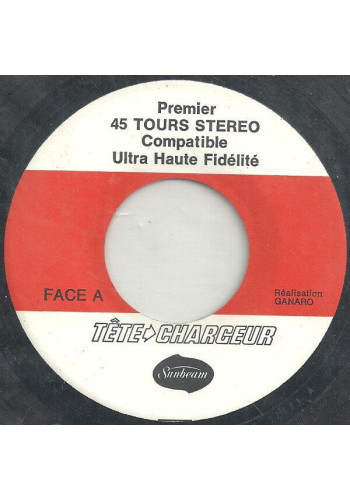 Premier
45 TOURS STEREO
Compatible
Ultra Haute Fidélité
FACE A
Réalisation
GANARO
TÊTE CHARGEUR
Sunbeam